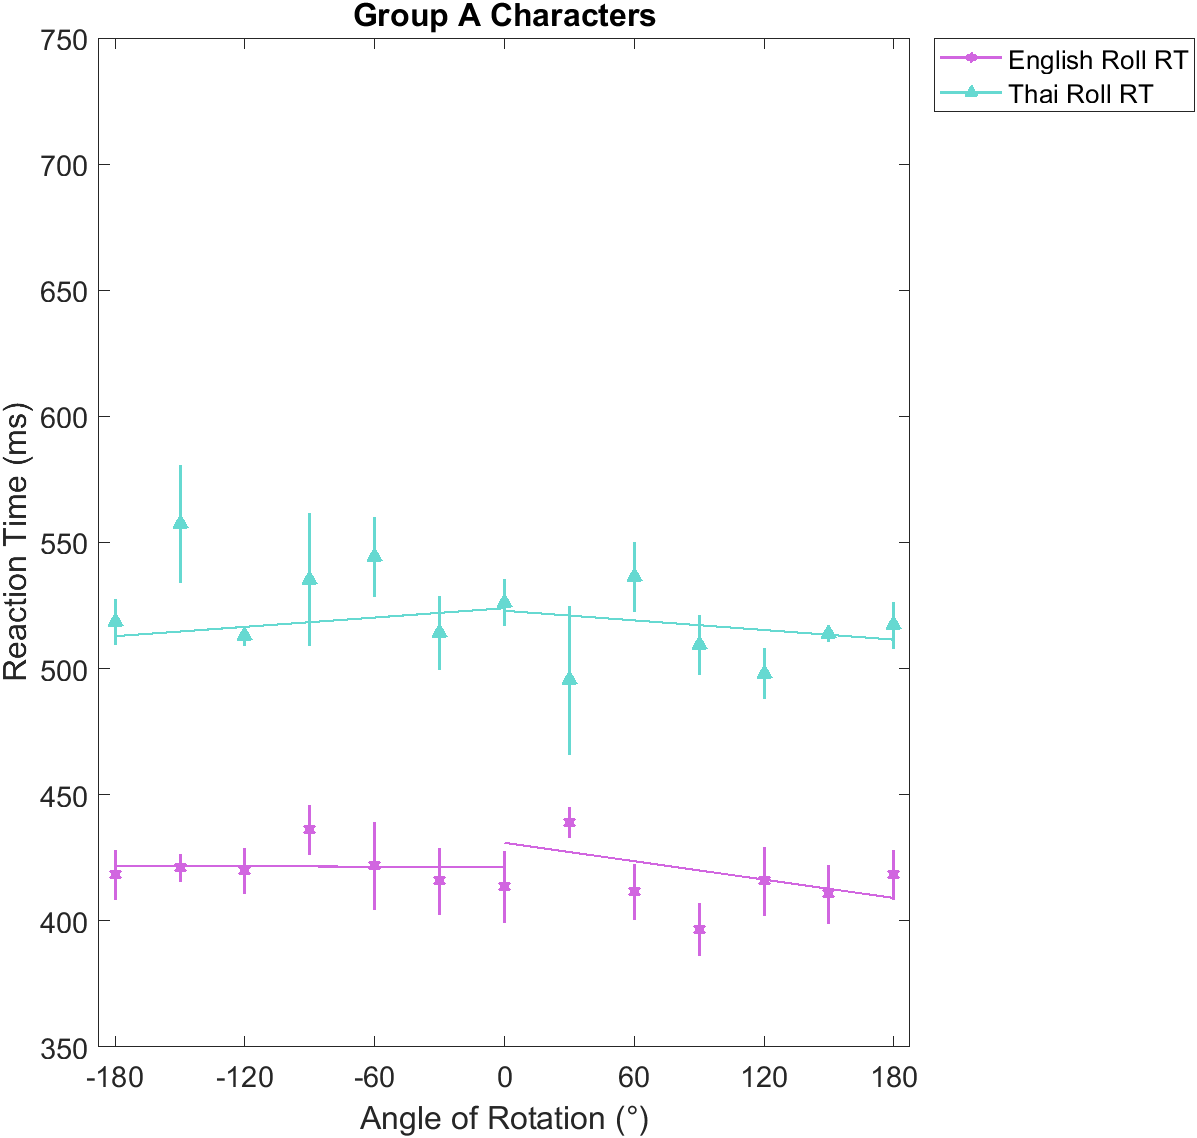 Group A Characters
English Roll RT
Thai Roll RT
750
700
650
600
550
500
450
400
350
Reaction Time (ms)
-180 -120 -60 0 60 120 180
Angle of Rotation (°)